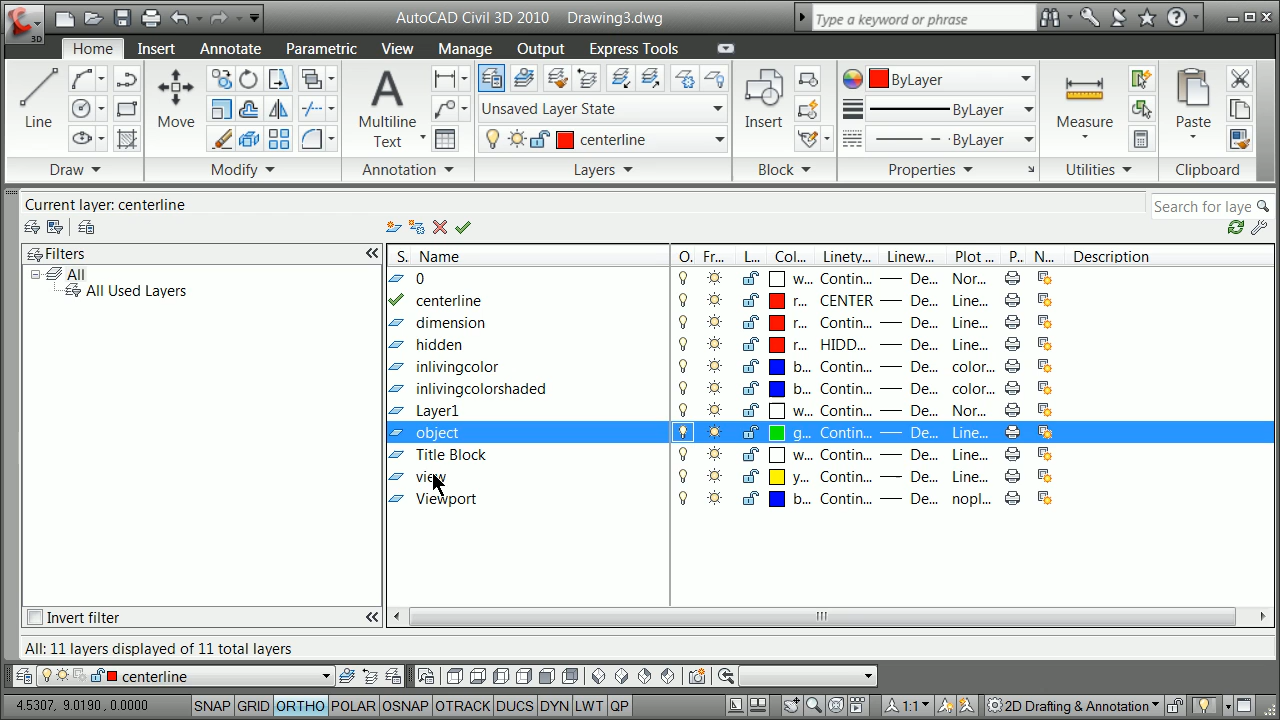 AutoCAD Civil 3D 2010 Drawing3.dwg
Type a keyword or phrase
3D
Home Insert Annotate Parametric View Manage Output Express Tools
Line
Move
Multiline
Text
Unsaved Layer State
centerline
Insert
ByLayer
ByLayer
ByLayer
Measure
Paste
Draw Modify Annotation Layers Block Properties Utilities Clipboard
Current layer: centerline
Search for laye
Filters
All
All Used Layers
S. Name O. Fr... L... Col... Linety... Linew... Plot ... P.. N... Description
0 w... Contin... De... Nor...
centerline r... CENTER De... Line...
dimension r... Contin... De... Line...
hidden r... HIDD... De... Line...
inlivingcolor b... Contin... De... color...
inlivingcolorshaded b... Contin... De... color...
Layer1 w... Contin... De... Nor...
object g... Contin... De... Line...
Title Block w... Contin... De... Line...
view y... Contin... De... Line...
Viewport b... Contin... De... nopl...
Invert filter
All: 11 layers displayed of 11 total layers
centerline
4.5307, 9.0190, 0.0000 SNAP GRID ORTHO POLAR OSNAP OTRACK DUCS DYN LWT QP 1:1 2D Drafting & Annotation